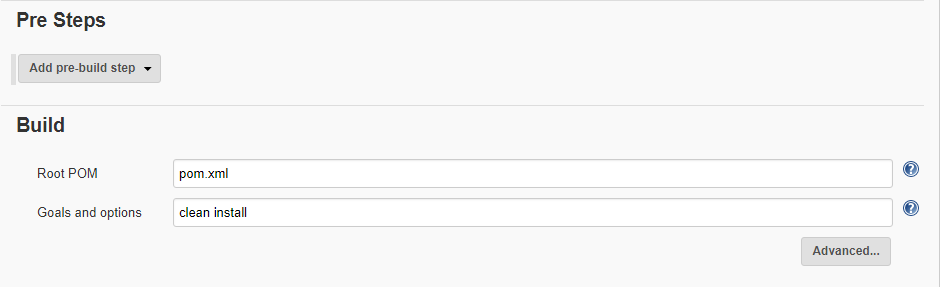 Pre Steps
Add pre-build step
Build
Root POM pom.xml ?
Goals and options clean install ?
Advanced...